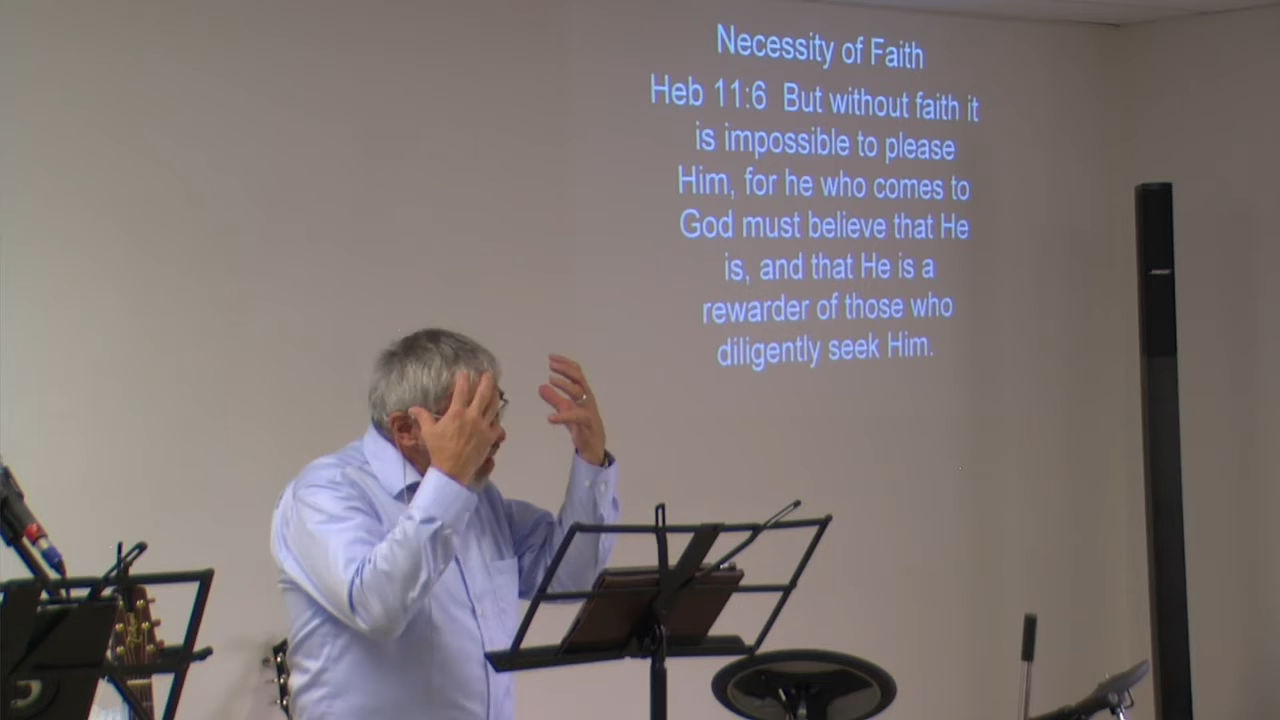 Necessity of Faith
Heb 11:6 But without faith it
is impossible to please
Him, for he who comes to
God must believe that He
is, and that He is a
rewarder of those who
diligently seek Him.